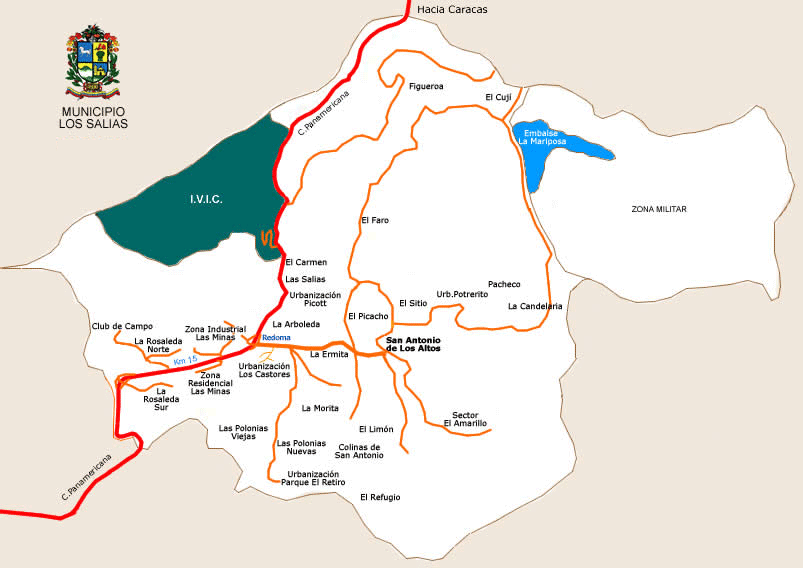 Hacia Caracas
MUNICIPIO
LOS SALIAS
C.Panamericana
Figueroa
El Cují
Embalse
La Mariposa
I.V.I.C.
ZONA MILITAR
El Faro
El Carmen
Las Salias
Urbanización
Picott
Pacheco
Urb.Potrerito
El Sitio
La Candelaria
El Picacho
Club de Campo
La Rosaleda
Norte
Zona Industrial
Las Minas
La Arboleda
Redoma
San Antonio
de Los Altos
La Ermita
Km 15
Urbanización
Los Castores
Zona
Residencial
Las Minas
La
Rosaleda
Sur
La Morita
Sector
El Amarillo
Las Polonias
Viejas
El Limón
Las Polonias
Nuevas
Colinas de
San Antonio
Urbanización
Parque El Retiro
El Refugio
C.Panamericana